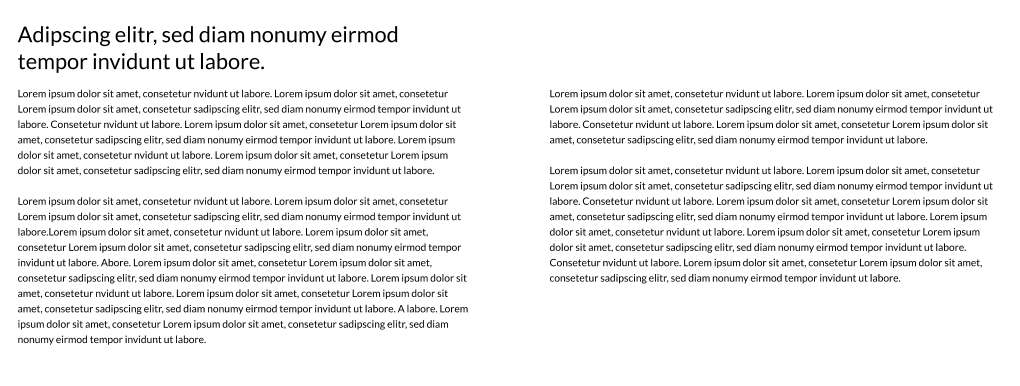 Adipscing elitr, sed diam nonumy eirmod
tempor invidunt ut labore.
Lorem ipsum dolor sit amet, consetetur nvidunt ut labore. Lorem ipsum dolor sit amet, consetetur
Lorem ipsum dolor sit amet, consetetur sadipscing elitr, sed diam nonumy eirmod tempor invidunt ut
labore. Consetetur nvidunt ut labore. Lorem ipsum dolor sit amet, consetetur Lorem ipsum dolor sit
amet, consetetur sadipscing elitr, sed diam nonumy eirmod tempor invidunt ut labore. Lorem ipsum
dolor sit amet, consetetur nvidunt ut labore. Lorem ipsum dolor sit amet, consetetur Lorem ipsum
dolor sit amet, consetetur sadipscing elitr, sed diam nonumy eirmod tempor invidunt ut labore.
Lorem ipsum dolor sit amet, consetetur nvidunt ut labore. Lorem ipsum dolor sit amet, consetetur
Lorem ipsum dolor sit amet, consetetur sadipscing elitr, sed diam nonumy eirmod tempor invidunt ut
labore.Lorem ipsum dolor sit amet, consetetur nvidunt ut labore. Lorem ipsum dolor sit amet,
consetetur Lorem ipsum dolor sit amet, consetetur sadipscing elitr, sed diam nonumy eirmod tempor
invidunt ut labore. Abore. Lorem ipsum dolor sit amet, consetetur Lorem ipsum dolor sit amet,
consetetur sadipscing elitr, sed diam nonumy eirmod tempor invidunt ut labore. Lorem ipsum dolor sit
amet, consetetur nvidunt ut labore. Lorem ipsum dolor sit amet, consetetur Lorem ipsum dolor sit
amet, consetetur sadipscing elitr, sed diam nonumy eirmod tempor invidunt ut labore. A labore. Lorem
ipsum dolor sit amet, consetetur Lorem ipsum dolor sit amet, consetetur sadipscing elitr, sed diam
nonumy eirmod tempor invidunt ut labore.
Lorem ipsum dolor sit amet, consetetur nvidunt ut labore. Lorem ipsum dolor sit amet, consetetur
Lorem ipsum dolor sit amet, consetetur sadipscing elitr, sed diam nonumy eirmod tempor invidunt ut
labore. Consetetur nvidunt ut labore. Lorem ipsum dolor sit amet, consetetur Lorem ipsum dolor sit
amet, consetetur sadipscing elitr, sed diam nonumy eirmod tempor invidunt ut labore.
Lorem ipsum dolor sit amet, consetetur nvidunt ut labore. Lorem ipsum dolor sit amet, consetetur
Lorem ipsum dolor sit amet, consetetur sadipscing elitr, sed diam nonumy eirmod tempor invidunt ut
labore. Consetetur nvidunt ut labore. Lorem ipsum dolor sit amet, consetetur Lorem ipsum dolor sit
amet, consetetur sadipscing elitr, sed diam nonumy eirmod tempor invidunt ut labore. Lorem ipsum
dolor sit amet, consetetur nvidunt ut labore. Lorem ipsum dolor sit amet, consetetur Lorem ipsum
dolor sit amet, consetetur sadipscing elitr, sed diam nonumy eirmod tempor invidunt ut labore.
Consetetur nvidunt ut labore. Lorem ipsum dolor sit amet, consetetur Lorem ipsum dolor sit amet,
consetetur sadipscing elitr, sed diam nonumy eirmod tempor invidunt ut labore.